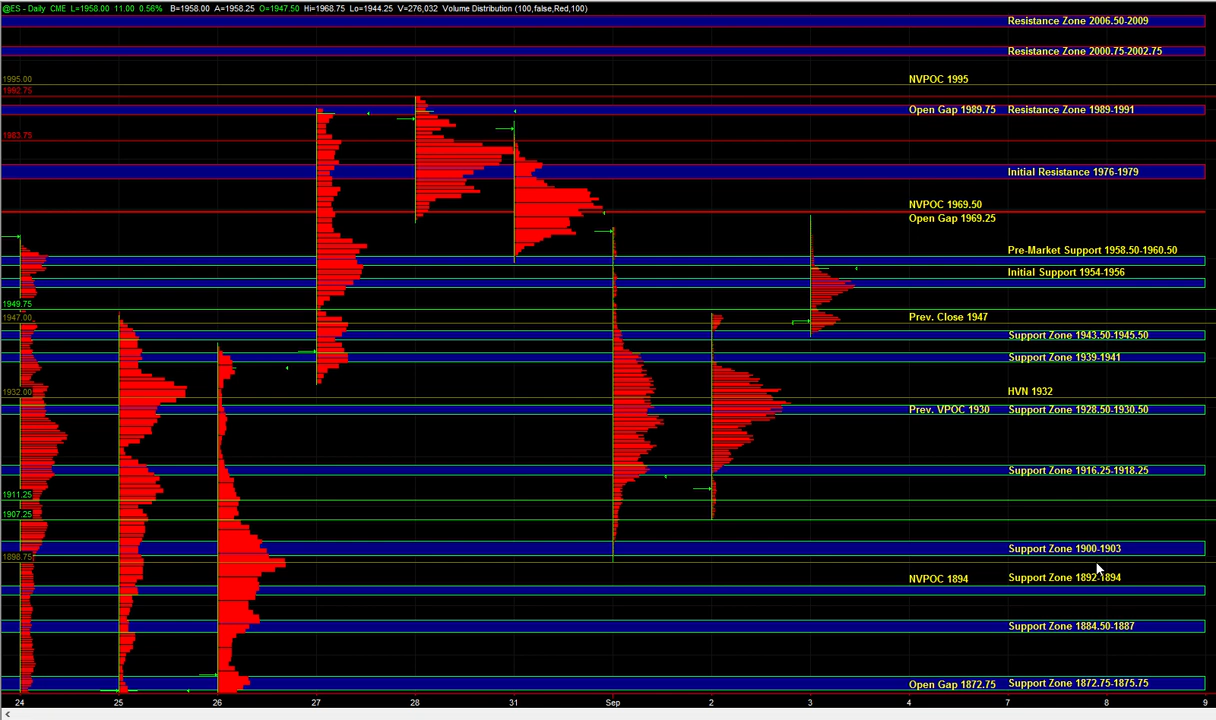 @ES - Daily CME L=1958.00 11.00 0.56% B=1958.00 A=1958.25 O=1947.50 Hi=1968.75 Lo=1944.25 V=276,032 Volume Distribution (100,false,Red,100)
Resistance Zone 2006.50-2009
Resistance Zone 2000.75-2002.75
1995.00 NVPOC 1995
1992.75
Open Gap 1989.75 Resistance Zone 1989-1991
1983.75
Initial Resistance 1976-1979
NVPOC 1969.50
Open Gap 1969.25
Pre-Market Support 1958.50-1960.50
Initial Support 1954-1956
1949.75
1947.00 Prev. Close 1947
Support Zone 1943.50-1945.50
Support Zone 1939-1941
1932.00 HVN 1932
Prev. VPOC 1930 Support Zone 1928.50-1930.50
Support Zone 1916.25-1918.25
1911.25
1907.25
Support Zone 1900-1903
1898.75
NVPOC 1894 Support Zone 1892-1894
Support Zone 1884.50-1887
Open Gap 1872.75 Support Zone 1872.75-1875.75
24 25 26 27 28 31 Sep 2 3 4 7 8 9